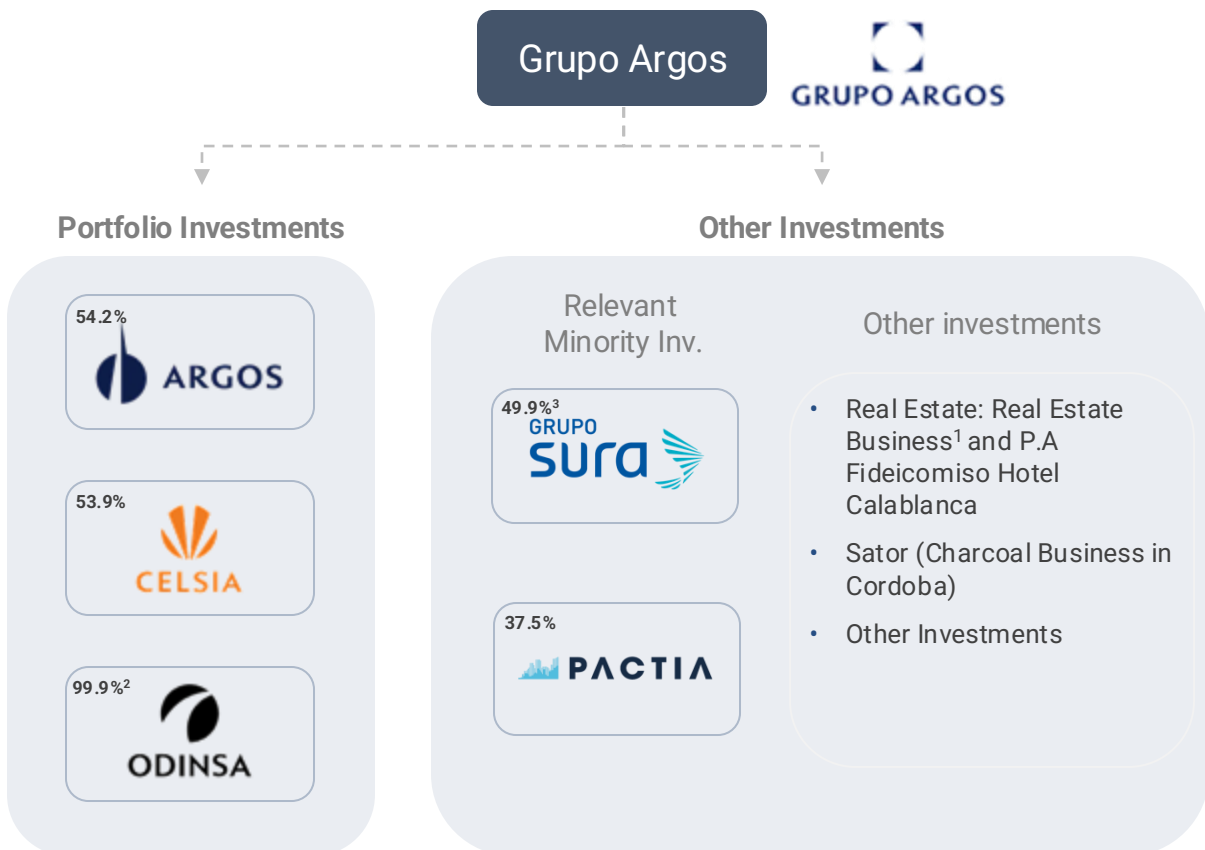 Grupo Argos
GRUPO ARGOS
Portfolio Investments
54.2%
ARGOS
53.9%
CELSIA
99.9%²
ODINSA
Other Investments
Relevant
Minority Inv.
49.9%³
GRUPO
sura
37.5%
PACTIA
Other investments
• Real Estate: Real Estate
Business¹ and P.A
Fideicomiso Hotel
Calablanca
• Sator (Charcoal Business in
Cordoba)
• Other Investments